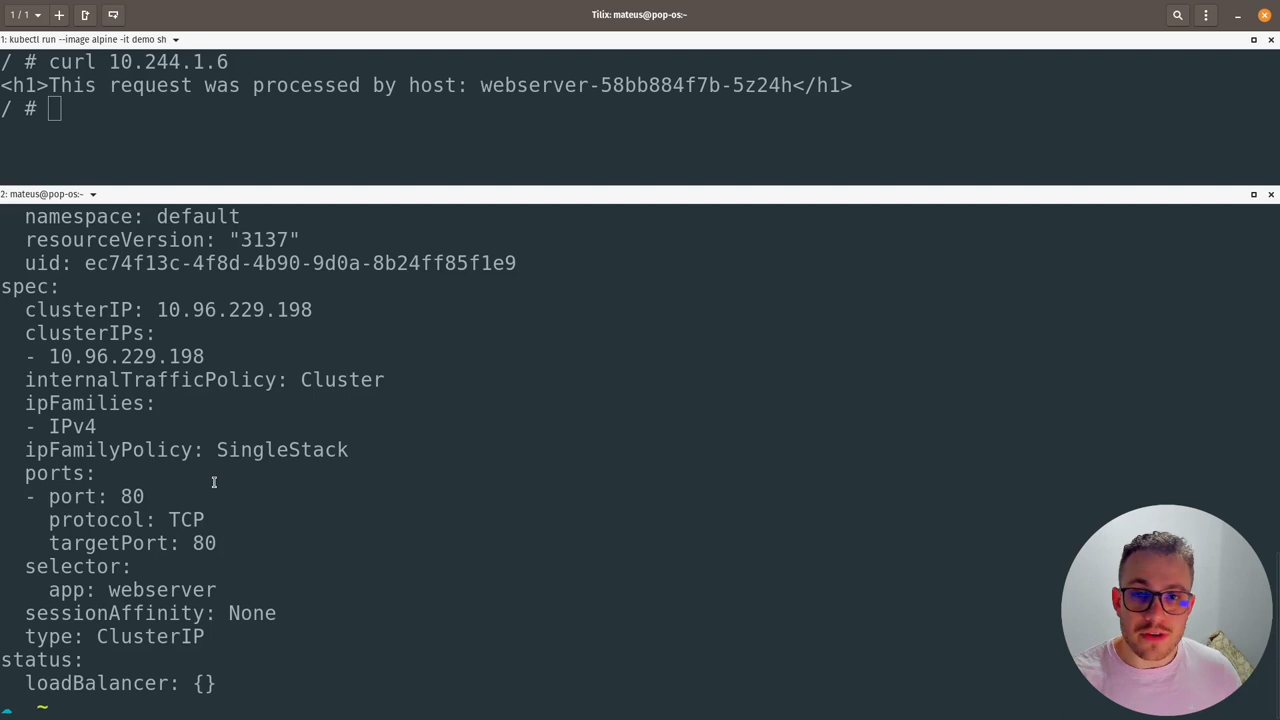 1 / 1
Tilix: mateus@pop-os:~
1: kubectl run --image alpine -it demo sh
/ # curl 10.244.1.6
<h1>This request was processed by host: webserver-58bb884f7b-5z24h</h1>
/ #
2: mateus@pop-os:~
namespace: default
resourceVersion: "3137"
uid: ec74f13c-4f8d-4b90-9d0a-8b24ff85f1e9
spec:
clusterIP: 10.96.229.198
clusterIPs:
- 10.96.229.198
internalTrafficPolicy: Cluster
ipFamilies:
- IPv4
ipFamilyPolicy: SingleStack
ports:
- port: 80
protocol: TCP
targetPort: 80
selector:
app: webserver
sessionAffinity: None
type: ClusterIP
status:
loadBalancer: {}
~